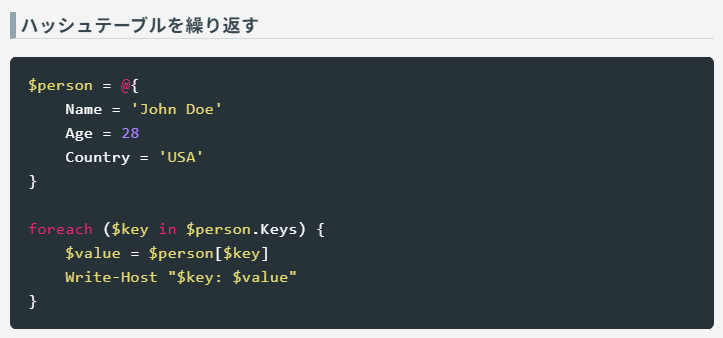 ハッシュテーブルを繰り返す
$person = @{
    Name = 'John Doe'
    Age = 28
    Country = 'USA'
}
foreach ($key in $person.Keys) {
    $value = $person[$key]
    Write-Host "$key: $value"
}